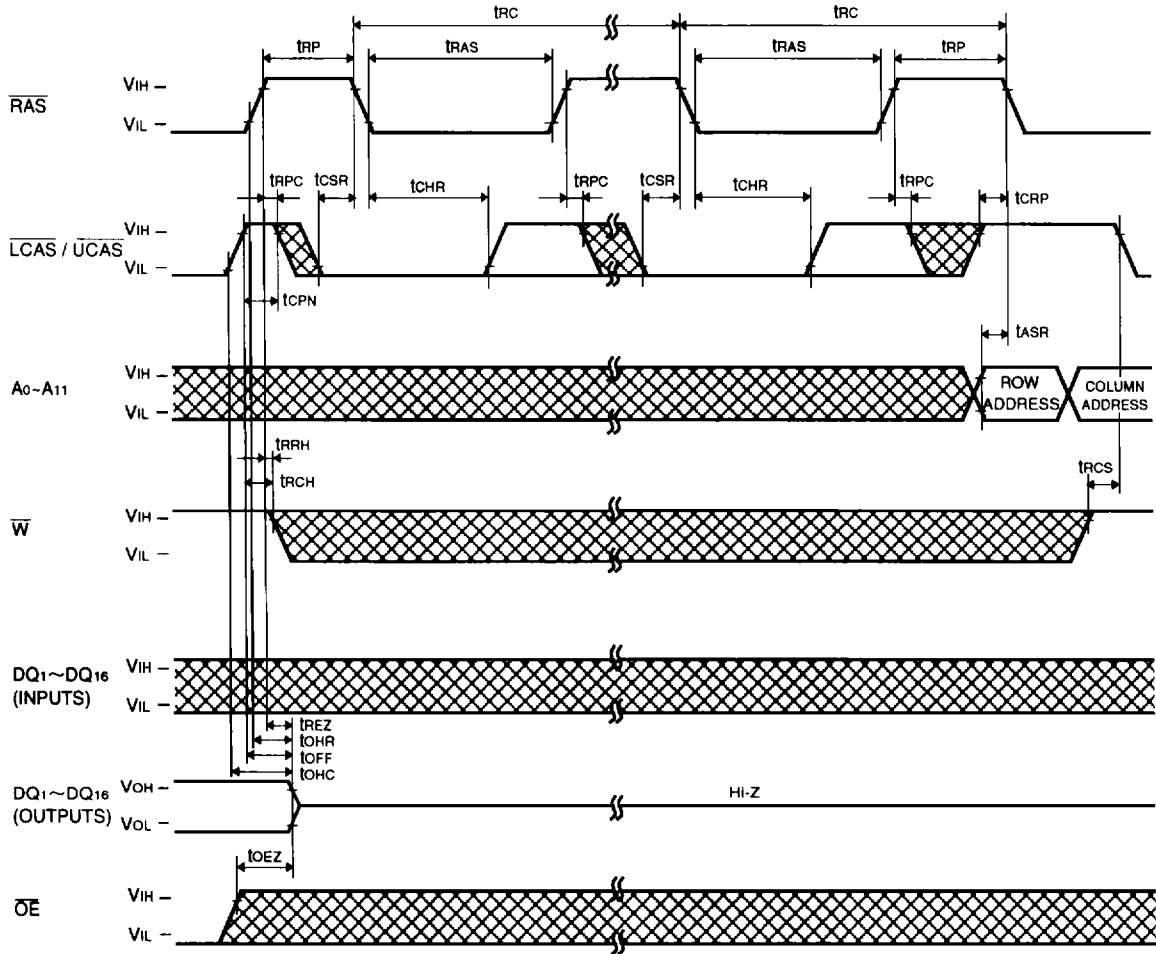 tRC tRC
tRP tRAS tRAS tRP
RAS VIH
VIL
tRPC tCSR tCHR tRPC tCSR tCHR tRPC tCRP
LCAS / UCAS VIH
VIL
tCPN
tASR
A0~A11 VIH
VIL
ROW ADDRESS
COLUMN ADDRESS
tRRH
tRCH
tRCS
W VIH
VIL
DQ1~DQ16 (INPUTS) VIH
VIL
tREZ
tOHR
tOFF
tOHC
DQ1~DQ16 (OUTPUTS) VOH
VOL
Hi-Z
tOEZ
OE VIH
VIL